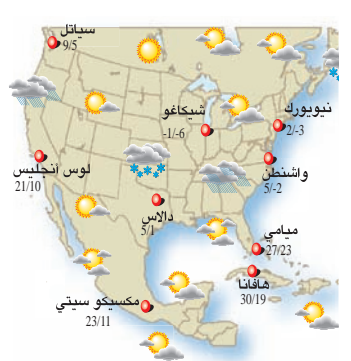 سياتل
9/5
شيكاغو
-1/-6
نيويورك
2/-3
لوس أنجليس
21/10
واشنطن
5/-2
دالاس
5/1
ميامي
27/23
هافانا
30/19
مكسيكو سيتي
23/11